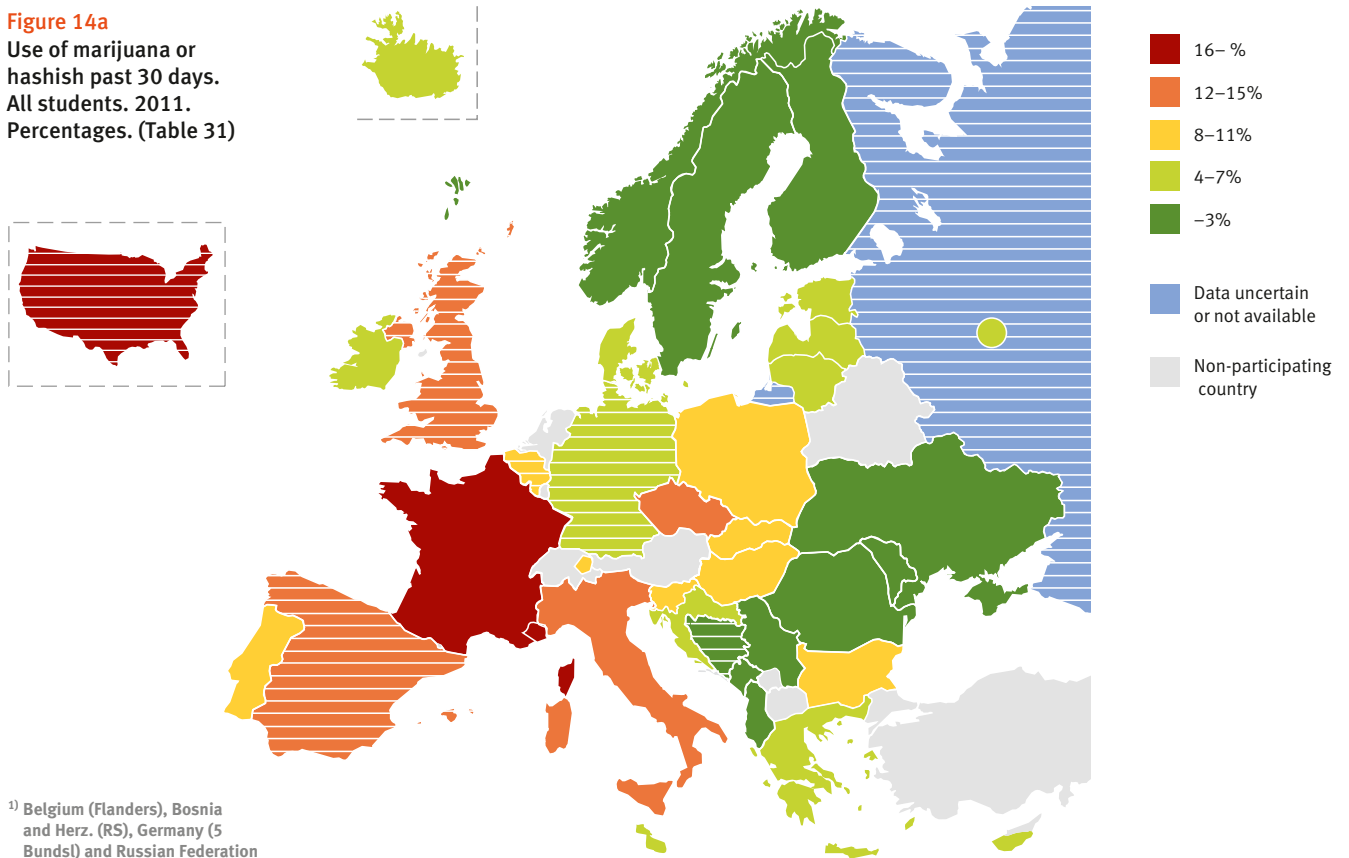 Figure 14a
Use of marijuana or
hashish past 30 days.
All students. 2011.
Percentages. (Table 31)
16– %
12–15%
8–11%
4–7%
–3%
Data uncertain
or not available
Non-participating
country
1) Belgium (Flanders), Bosnia
and Herz. (RS), Germany (5
Bundsl) and Russian Federation